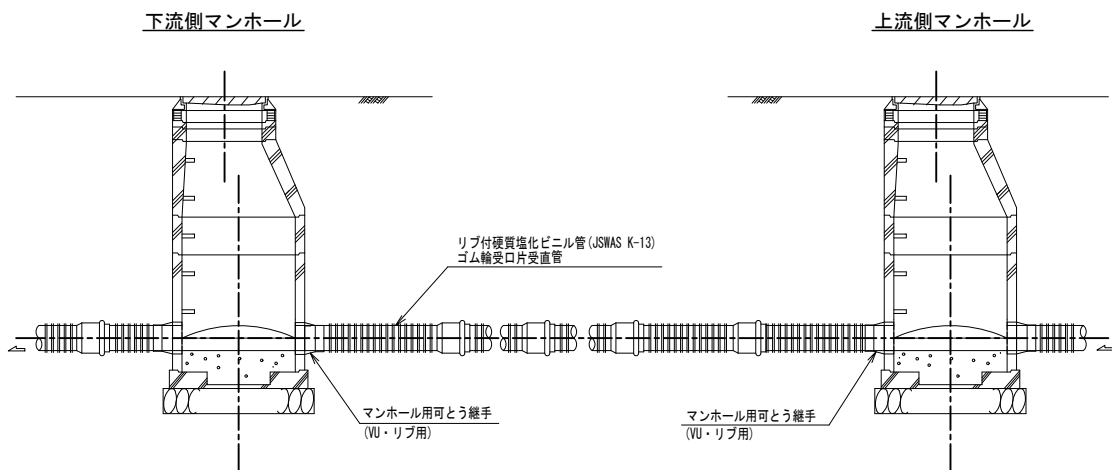 下流側マンホール
上流側マンホール
リブ付硬質塩化ビニル管(JSWAS K-13)
ゴム輪受口片受直管
マンホール用可とう継手
(VU・リブ用)
マンホール用可とう継手
(VU・リブ用)